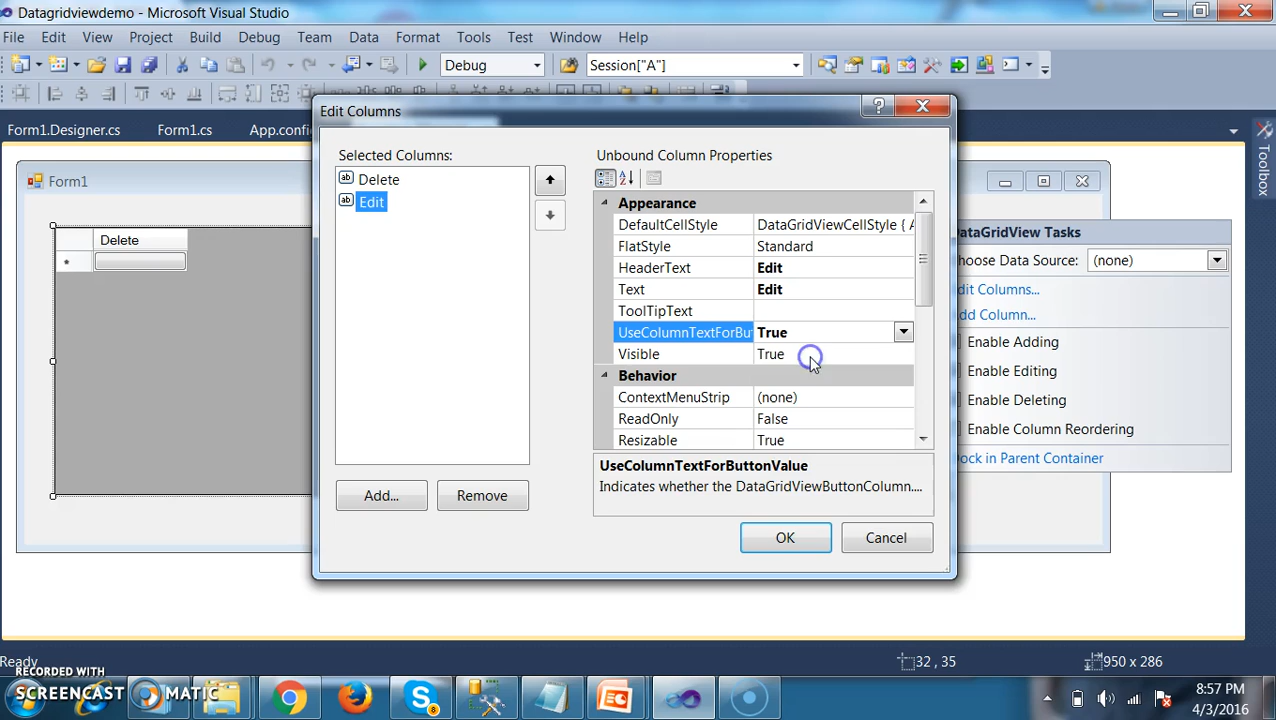 Datagridviewdemo - Microsoft Visual Studio
File Edit View Project Build Debug Team Data Format Tools Test Window Help
Debug Session["A"]
Form1.Designer.cs Form1.cs App.confi
Edit Columns
Toolbox
Form1
Selected Columns:
Unbound Column Properties
Delete
Edit
Delete
Appearance
DefaultCellStyle DataGridViewCellStyle { A
FlatStyle Standard
HeaderText Edit
Text Edit
ToolTipText
UseColumnTextForBu True
Visible True
Behavior
ContextMenuStrip (none)
ReadOnly False
Resizable True
UseColumnTextForButtonValue
Indicates whether the DataGridViewButtonColumn....
Add... Remove
OK Cancel
ataGridView Tasks
hoose Data Source: (none)
dit Columns...
dd Column...
Enable Adding
Enable Editing
Enable Deleting
Enable Column Reordering
ock in Parent Container
Ready
32 , 35
950 x 286
RECORDED WITH
SCREENCAST MATIC
8:57 PM
4/3/2016